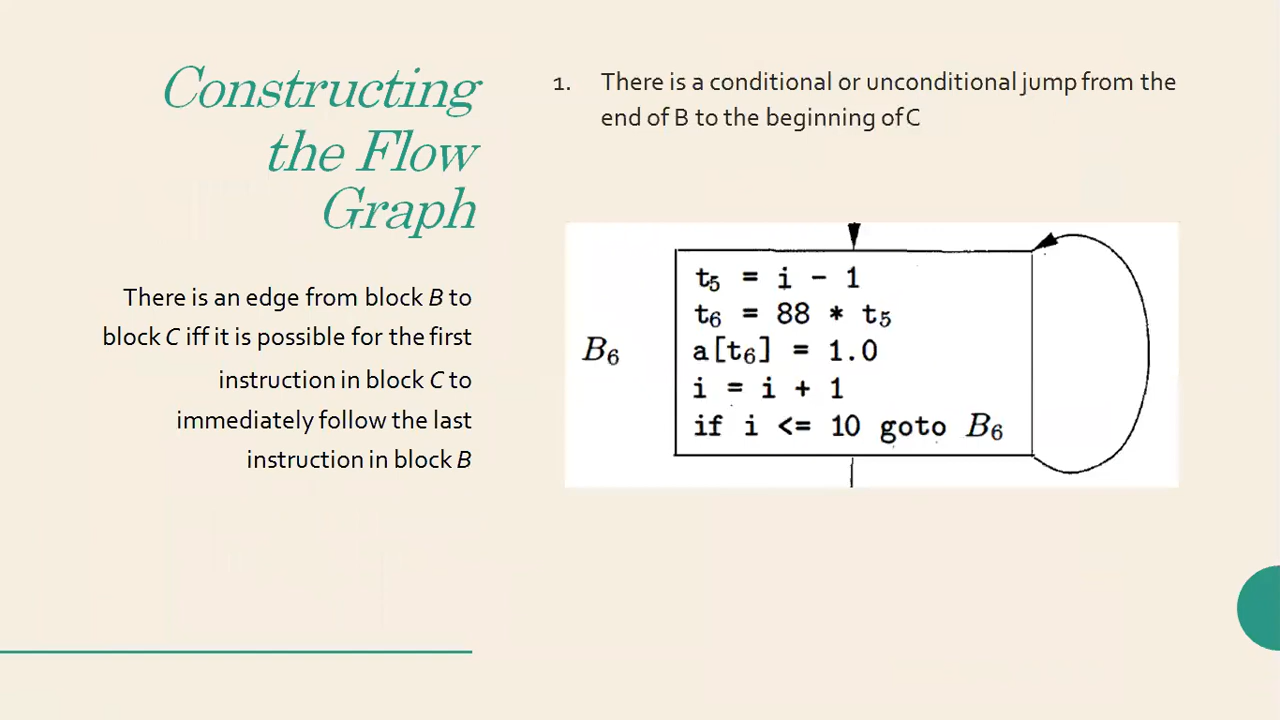 Constructing
the Flow
Graph
There is an edge from block B to
block C iff it is possible for the first
instruction in block C to
immediately follow the last
instruction in block B
1. There is a conditional or unconditional jump from the
end of B to the beginning of C
B₆
t₅ = i - 1
t₆ = 88 * t₅
a[t₆] = 1.0
i = i + 1
if i <= 10 goto B₆